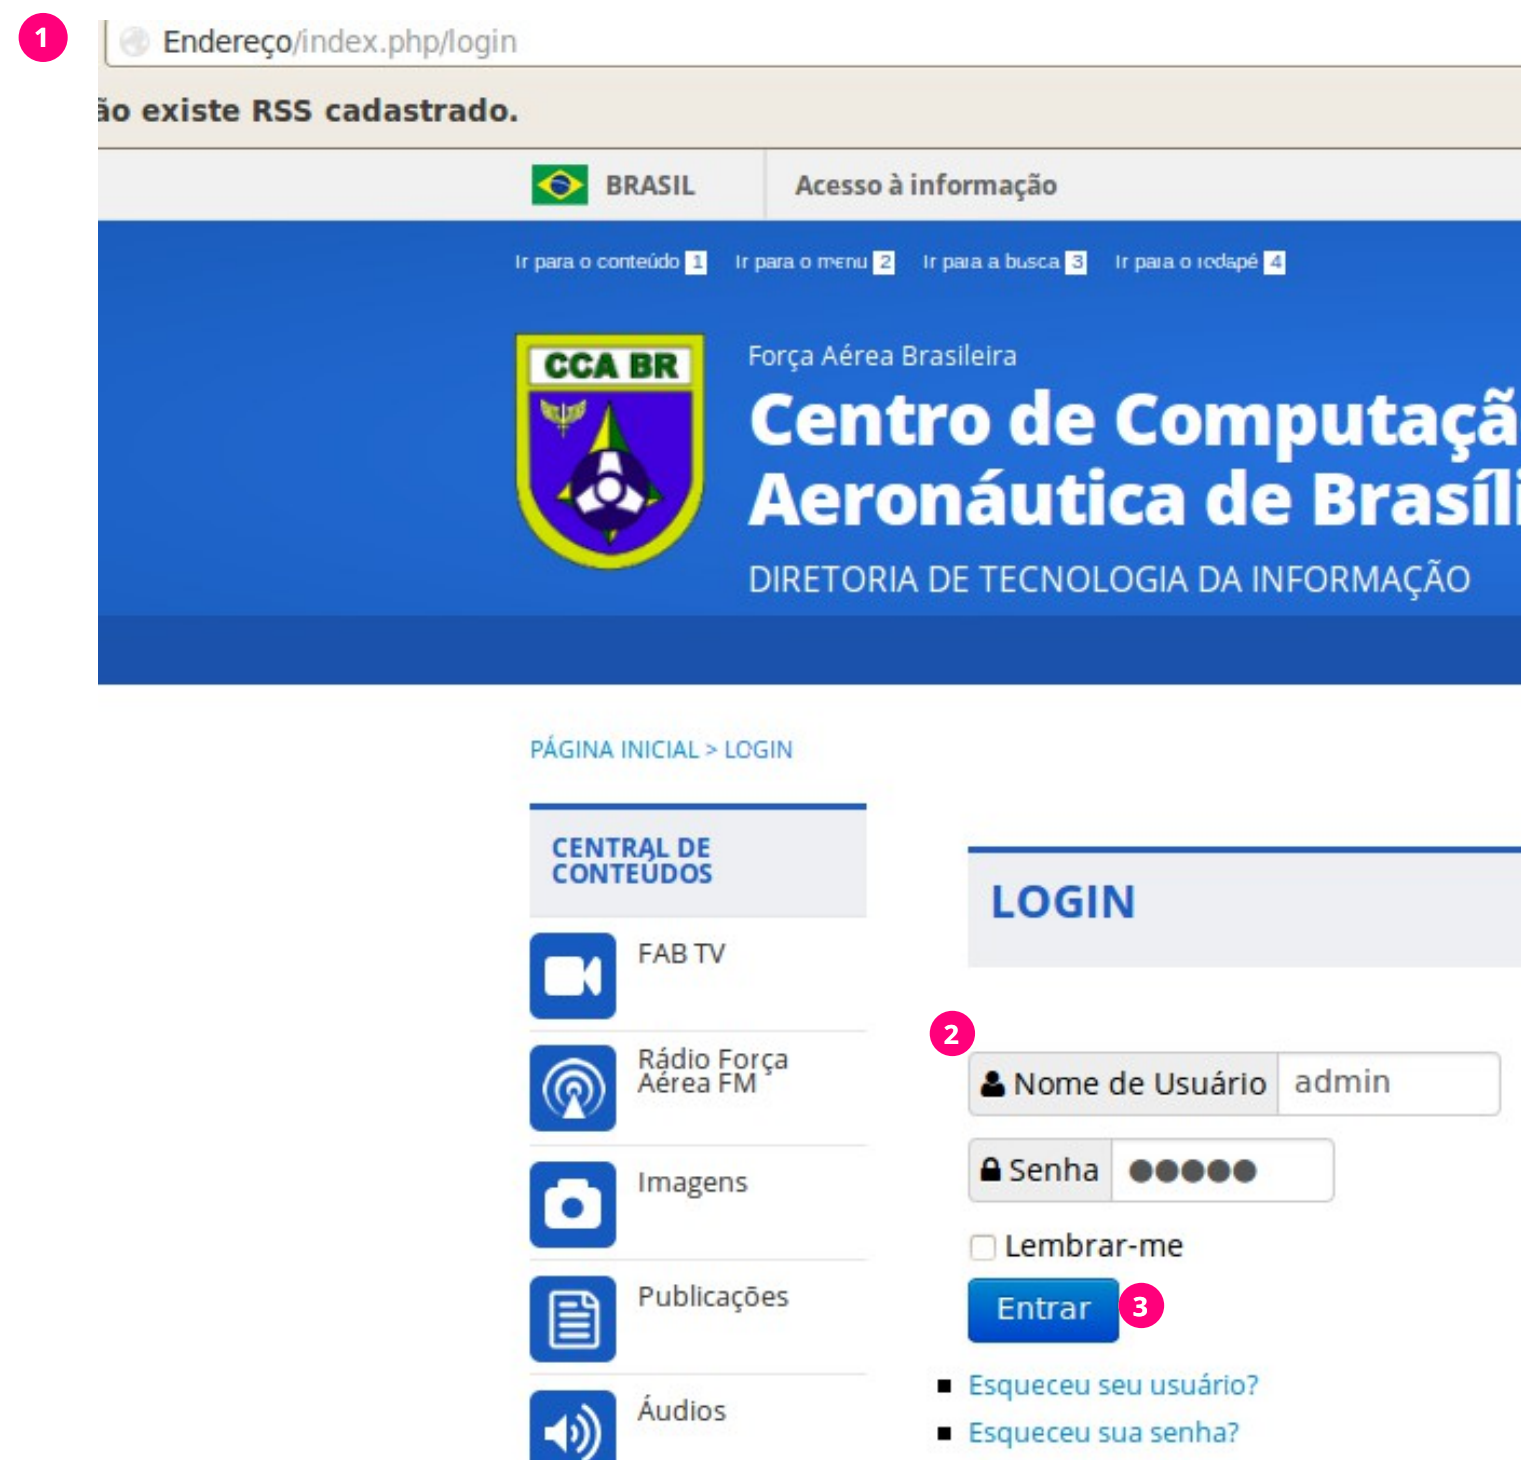 1
Endereço/index.php/login
ão existe RSS cadastrado.
BRASIL Acesso à informação
Ir para o conteúdo 1 Ir para o menu 2 Ir para a busca 3 Ir para o rodapé 4
CCA BR
Força Aérea Brasileira
Centro de Computaçã
Aeronáutica de Brasíli
DIRETORIA DE TECNOLOGIA DA INFORMAÇÃO
PÁGINA INICIAL > LOGIN
CENTRAL DE
CONTEÚDOS
FAB TV
Rádio Força
Aérea FM
Imagens
Publicações
Áudios
LOGIN
2
Nome de Usuário admin
Senha ●●●●●
Lembrar-me
Entrar 3
Esqueceu seu usuário?
Esqueceu sua senha?